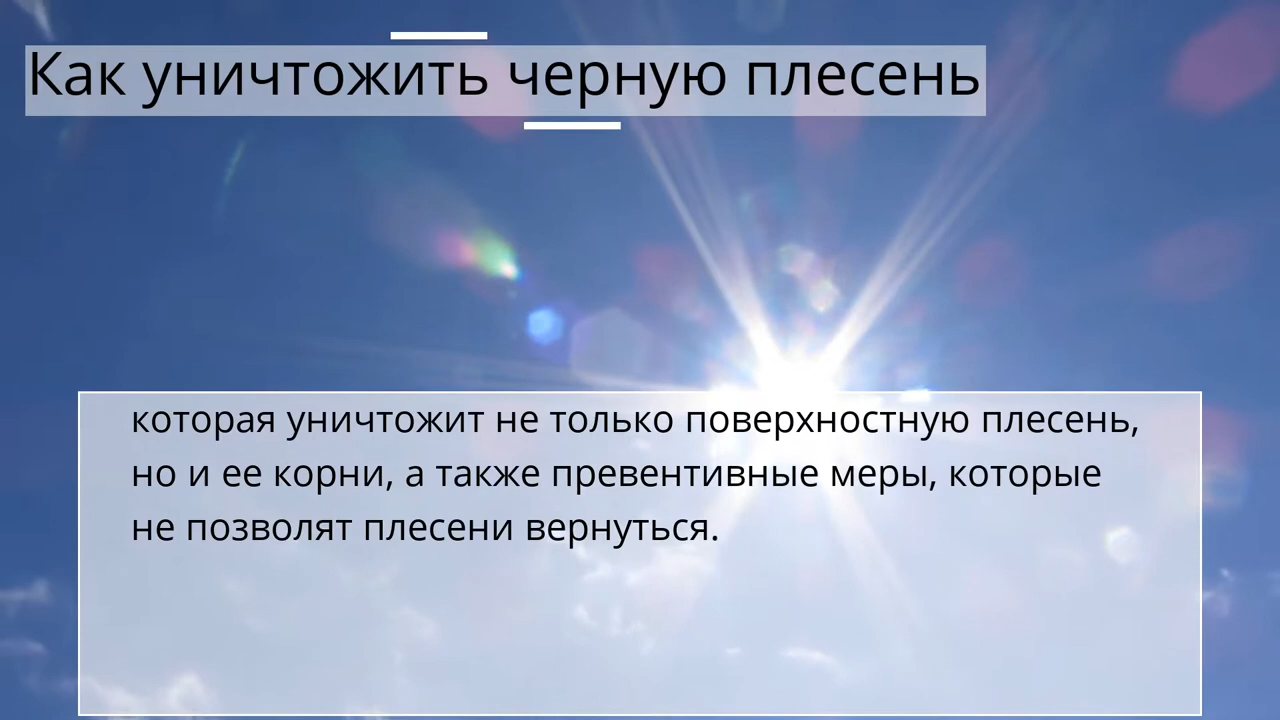 Как уничтожить черную плесень
которая уничтожит не только поверхностную плесень,
но и ее корни, а также превентивные меры, которые
не позволят плесени вернуться.